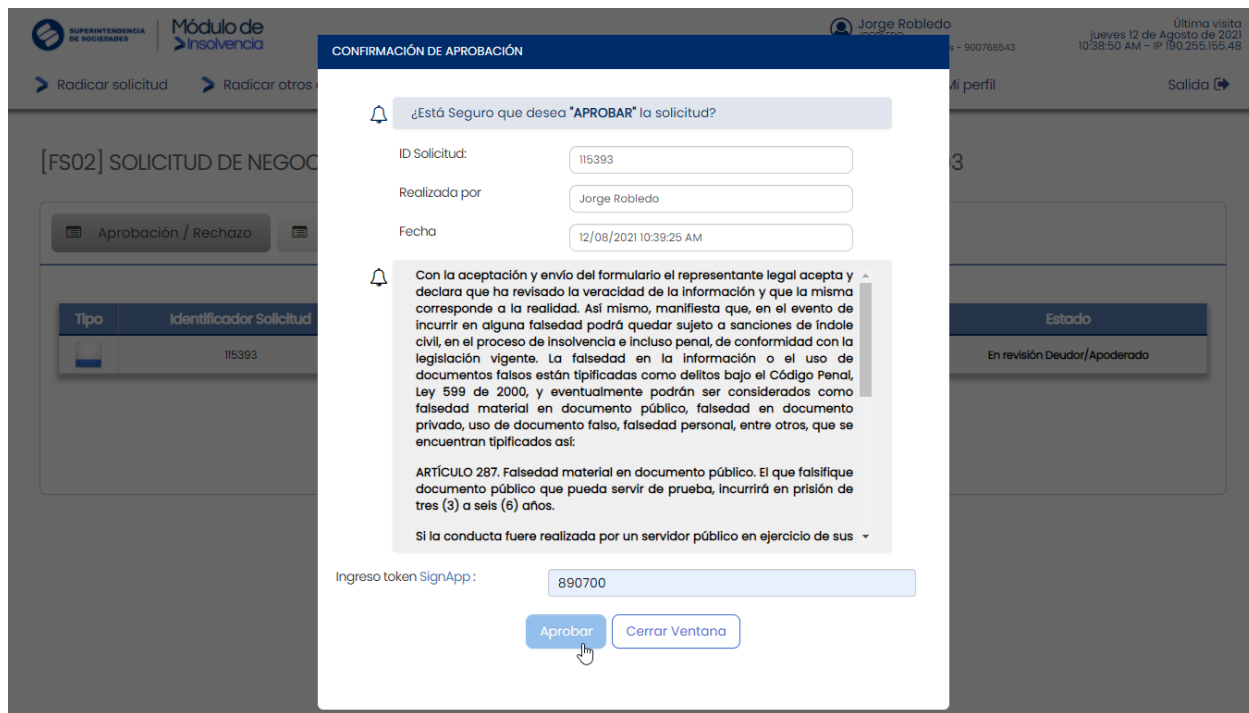 SUPERINTENDENCIA
DE SOCIEDADES
Módulo de
Insolvencia
Jorge Robledo
JROBLEDO
s - 900768543
Última visita
jueves 12 de Agosto de 2021
10:38:50 AM - IP 190.255.155.48
Radicar solicitud
Radicar otros
Mi perfil
Salida
CONFIRMACIÓN DE APROBACIÓN
¿Está Seguro que desea "APROBAR" la solicitud?
[FS02] SOLICITUD DE NEGOC
3
ID Solicitud:
115393
Realizada por
Jorge Robledo
Fecha
12/08/2021 10:39:25 AM
Aprobación / Rechazo
Con la aceptación y envío del formulario el representante legal acepta y
declara que ha revisado la veracidad de la información y que la misma
corresponde a la realidad. Así mismo, manifiesta que, en el evento de
incurrir en alguna falsedad podrá quedar sujeto a sanciones de índole
civil, en el proceso de insolvencia e incluso penal, de conformidad con la
legislación vigente. La falsedad en la información o el uso de
documentos falsos están tipificadas como delitos bajo el Código Penal,
Ley 599 de 2000, y eventualmente podrán ser considerados como
falsedad material en documento público, falsedad en documento
privado, uso de documento falso, falsedad personal, entre otros, que se
encuentran tipificados así:
ARTÍCULO 287. Falsedad material en documento público. El que falsifique
documento público que pueda servir de prueba, incurrirá en prisión de
tres (3) a seis (6) años.
Si la conducta fuere realizada por un servidor público en ejercicio de sus
Tipo
Identificador Solicitud
Estado
115393
En revisión Deudor/Apoderado
Ingreso token SignApp :
890700
Aprobar
Cerrar Ventana